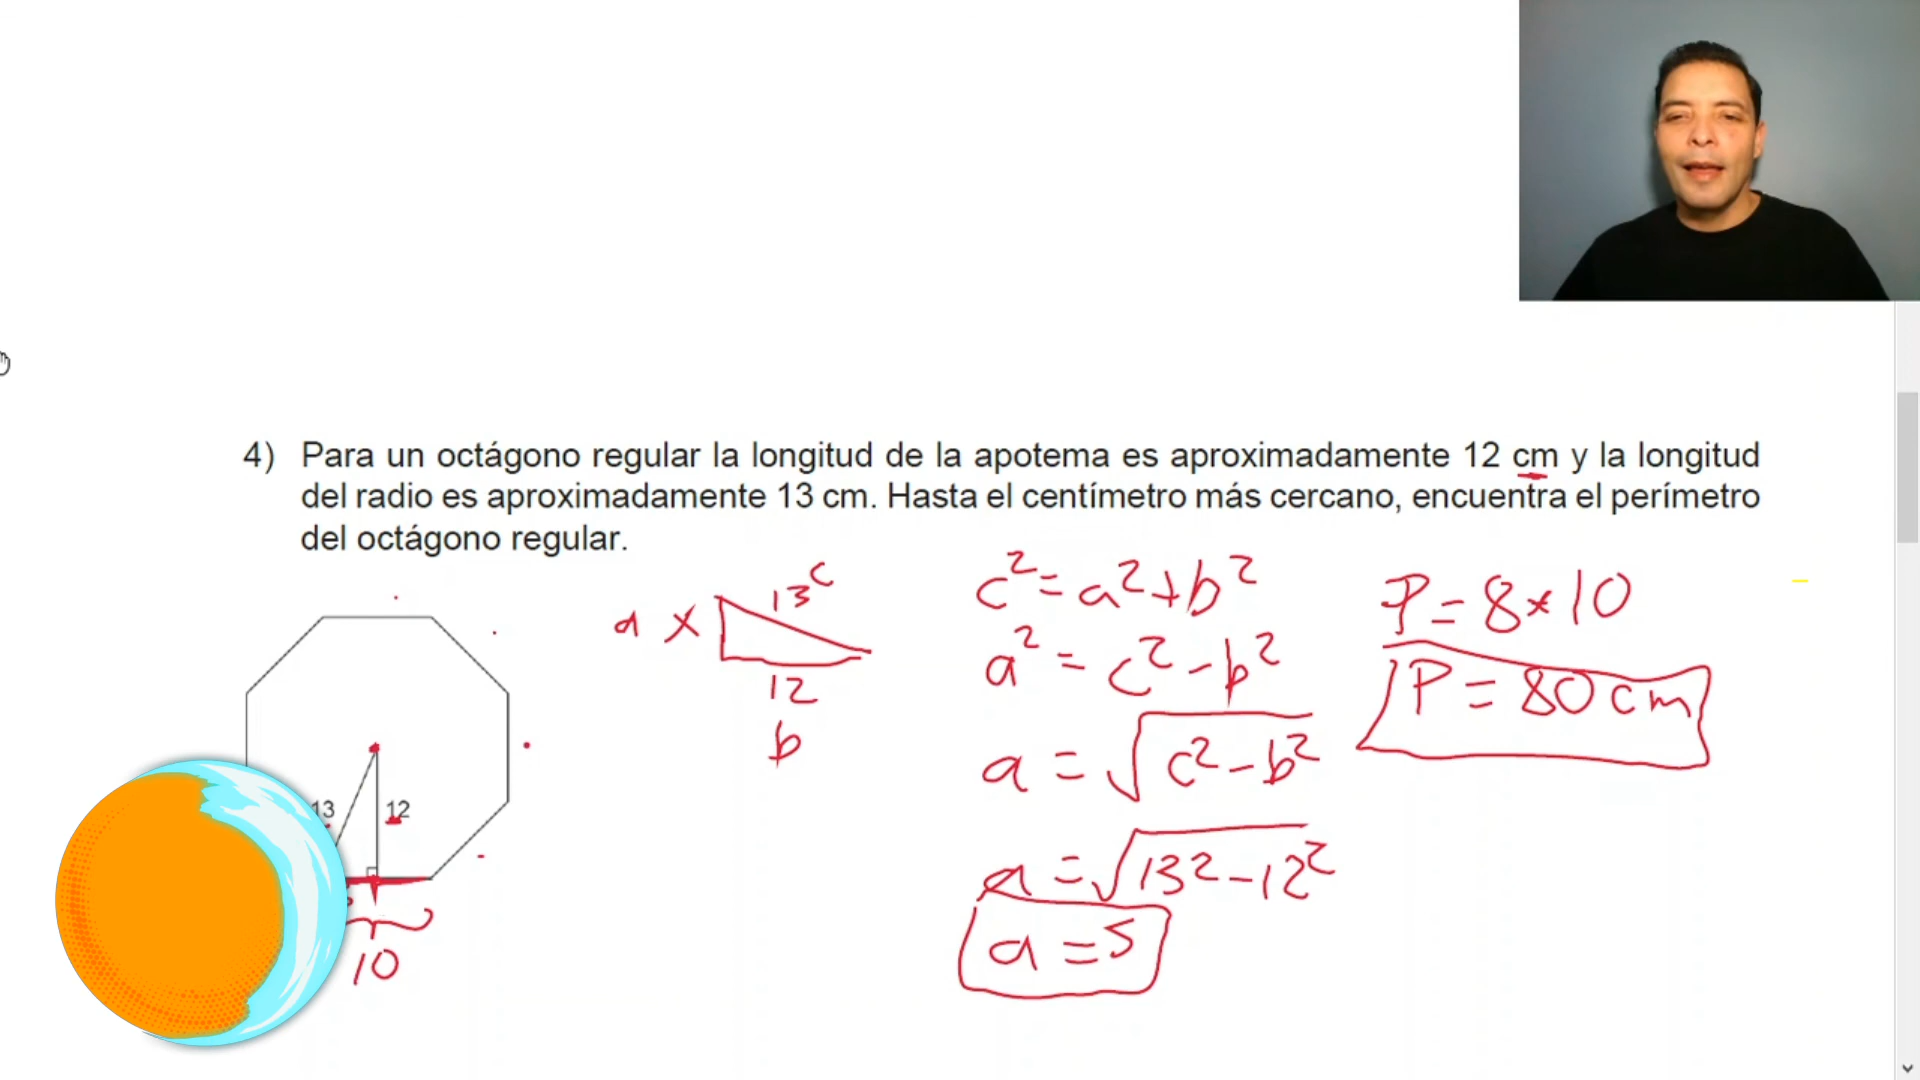 4) Para un octágono regular la longitud de la apotema es aproximadamente 12 cm y la longitud
del radio es aproximadamente 13 cm. Hasta el centímetro más cercano, encuentra el perímetro
del octágono regular.
13
12
10
a x
13 c
12
b
c² = a² + b²
a² = c² - b²
a = √c² - b²
a = √13² - 12²
a = 5
P = 8 x 10
P = 80 cm